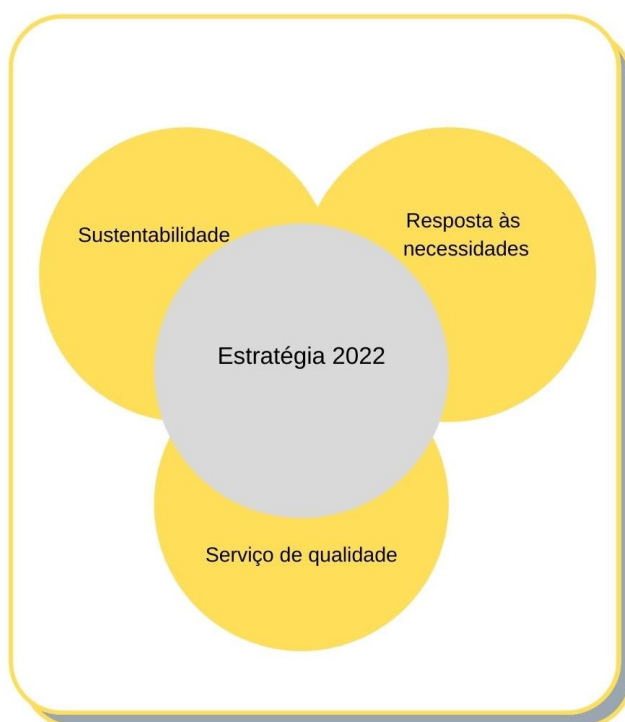 Sustentabilidade
Resposta às
necessidades
Estratégia 2022
Serviço de qualidade